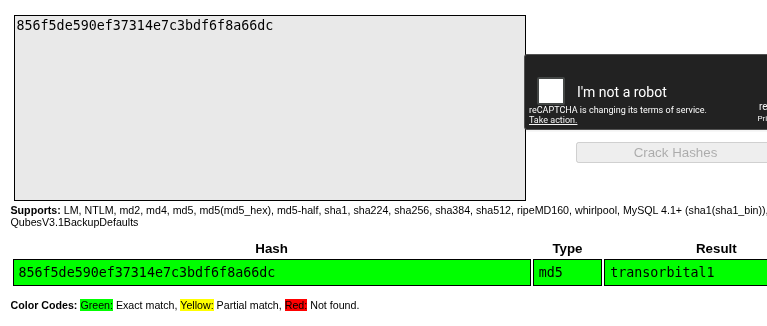 856f5de590ef37314e7c3bdf6f8a66dc
I'm not a robot
reCAPTCHA is changing its terms of service.
Take action.
Crack Hashes
Supports: LM, NTLM, md2, md4, md5, md5(md5_hex), md5-half, sha1, sha224, sha256, sha384, sha512, ripeMD160, whirlpool, MySQL 4.1+ (sha1(sha1_bin)),
QubesV3.1BackupDefaults
Hash Type Result
856f5de590ef37314e7c3bdf6f8a66dc md5 transorbital1
Color Codes: Green: Exact match, Yellow: Partial match, Red: Not found.